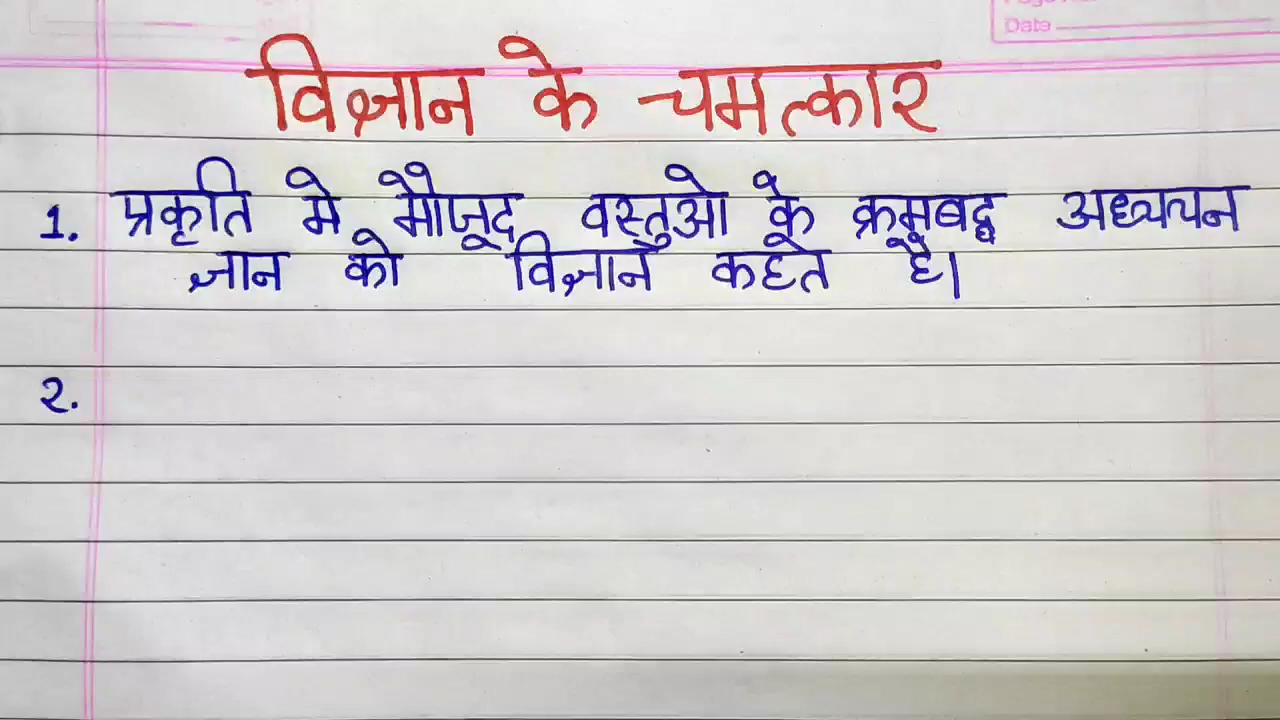 Date
विज्ञान के चमत्कार
1. प्रकृति मे मौजूद वस्तुओ के क्रमबद्ध अध्ययन
ज्ञान को विज्ञान कहते है।
2.